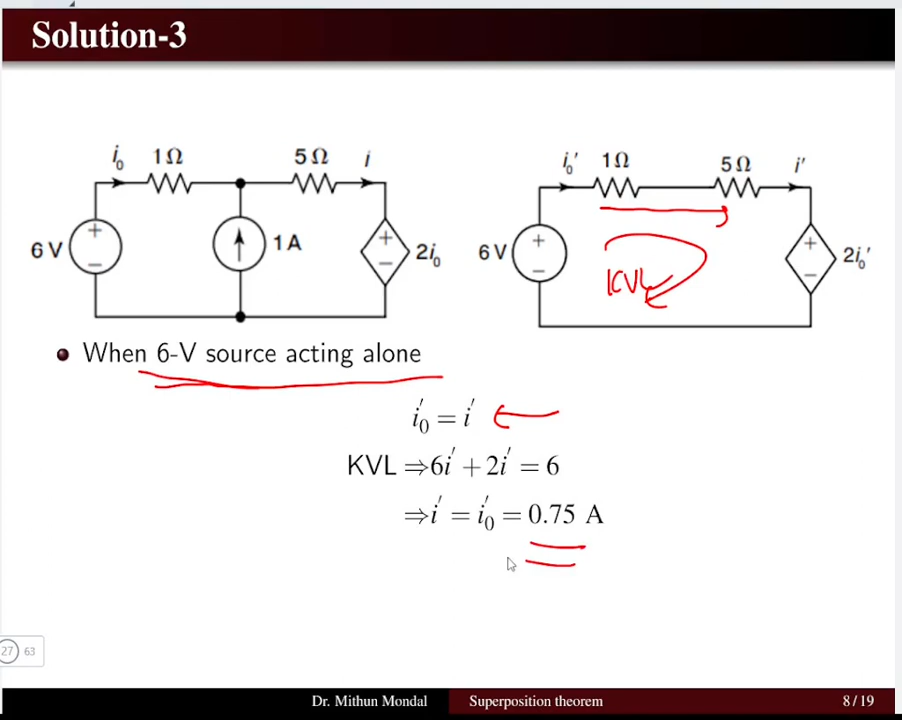 Solution-3
i₀ 1Ω 5Ω i
6 V + − 1 A + − 2i₀
i₀′ 1Ω 5Ω i′
6 V + − KVL + − 2i₀′
When 6-V source acting alone
i₀′ = i′
KVL ⇒6i′ + 2i′ = 6
⇒i′ = i₀′ = 0.75 A
27 63
Dr. Mithun Mondal Superposition theorem 8 / 19